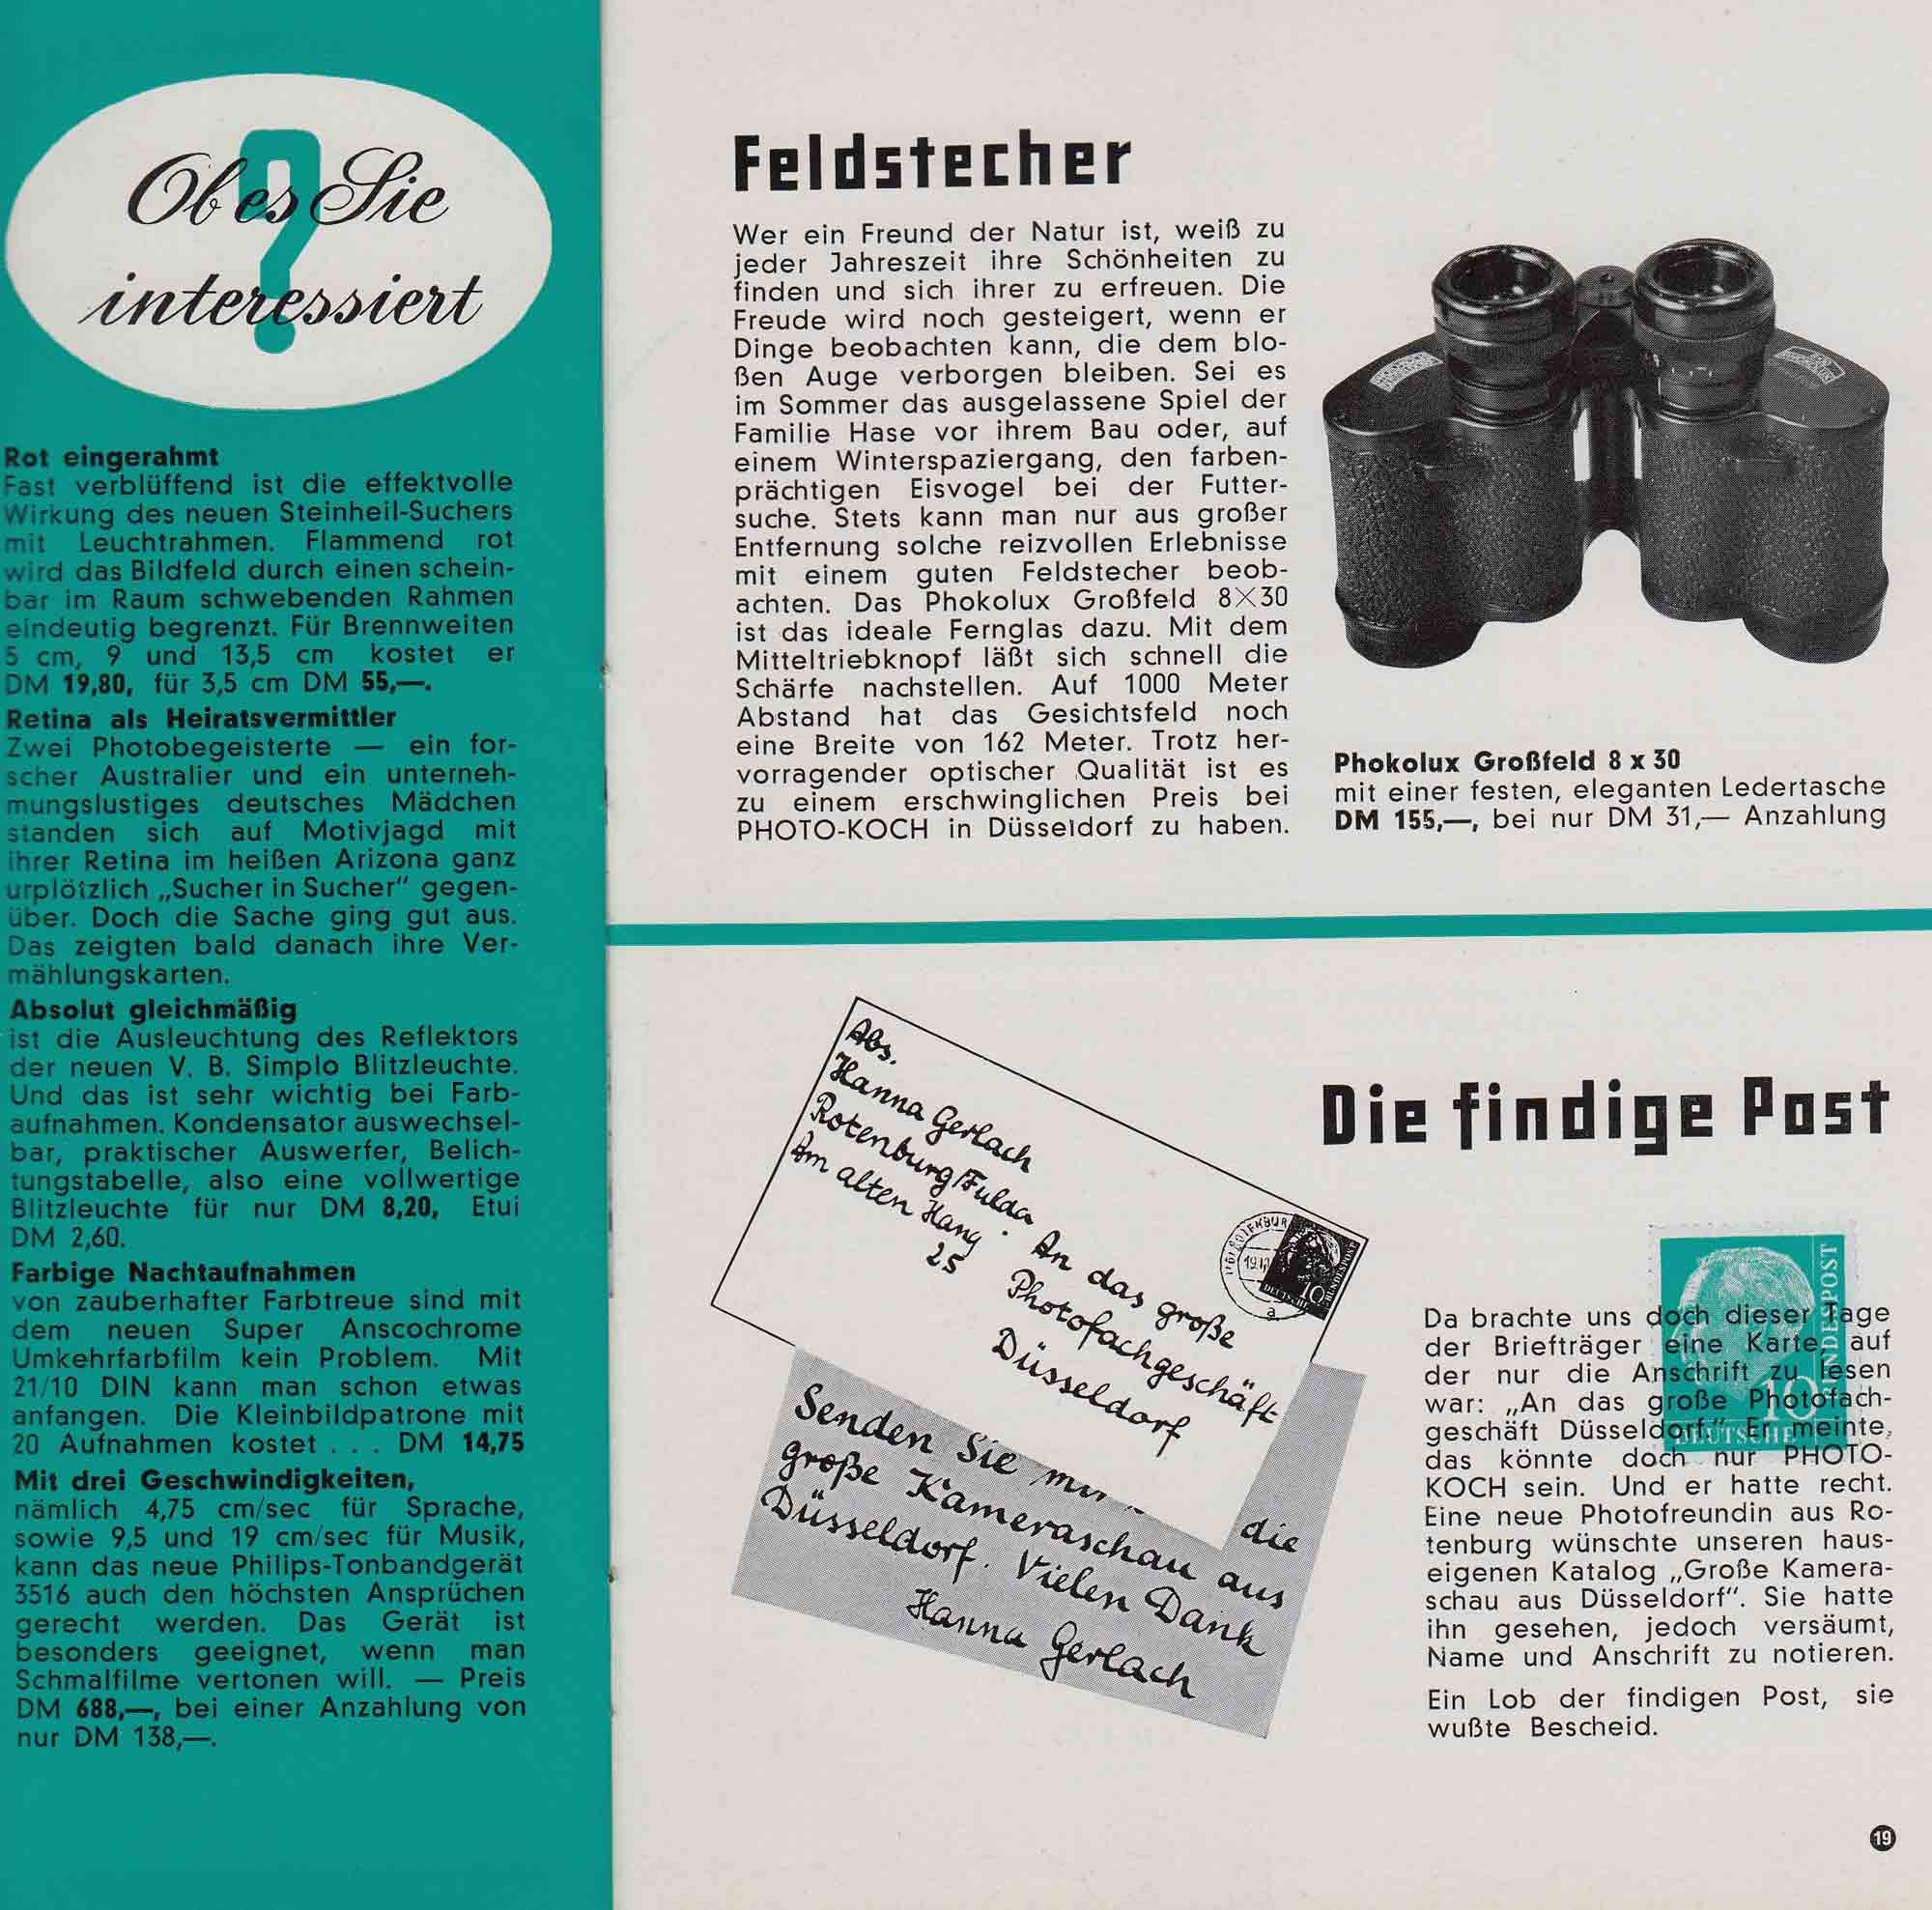 Ob es Sie
interessiert
?
Rot eingerahmt
Fast verblüffend ist die effektvolle
Wirkung des neuen Steinheil-Suchers
mit Leuchtrahmen. Flammend rot
wird das Bildfeld durch einen schein-
bar im Raum schwebenden Rahmen
eindeutig begrenzt. Für Brennweiten
5 cm, 9 und 13,5 cm kostet er
DM 19,80, für 3,5 cm DM 55,—.
Retina als Heiratsvermittler
Zwei Photobegeisterte — ein for-
scher Australier und ein unterneh-
mungslustiges deutsches Mädchen
standen sich auf Motivjagd mit
ihrer Retina im heißen Arizona ganz
urplötzlich „Sucher in Sucher" gegen-
über. Doch die Sache ging gut aus.
Das zeigten bald danach ihre Ver-
mählungskarten.
Absolut gleichmäßig
ist die Ausleuchtung des Reflektors
der neuen V. B. Simplo Blitzleuchte.
Und das ist sehr wichtig bei Farb-
aufnahmen. Kondensator auswechsel-
bar, praktischer Auswerfer, Belich-
tungstabelle, also eine vollwertige
Blitzleuchte für nur DM 8,20, Etui
DM 2,60.
Farbige Nachtaufnahmen
von zauberhafter Farbtreue sind mit
dem neuen Super Anscochrome
Umkehrfarbfilm kein Problem. Mit
21/10 DIN kann man schon etwas
anfangen. Die Kleinbildpatrone mit
20 Aufnahmen kostet . . . DM 14,75
Mit drei Geschwindigkeiten,
nämlich 4,75 cm/sec für Sprache,
sowie 9,5 und 19 cm/sec für Musik,
kann das neue Philips-Tonbandgerät
3516 auch den höchsten Ansprüchen
gerecht werden. Das Gerät ist
besonders geeignet, wenn man
Schmalfilme vertonen will. — Preis
DM 688,—, bei einer Anzahlung von
nur DM 138,—.
Feldstecher
Wer ein Freund der Natur ist, weiß zu
jeder Jahreszeit ihre Schönheiten zu
finden und sich ihrer zu erfreuen. Die
Freude wird noch gesteigert, wenn er
Dinge beobachten kann, die dem blo-
ßen Auge verborgen bleiben. Sei es
im Sommer das ausgelassene Spiel der
Familie Hase vor ihrem Bau oder, auf
einem Winterspaziergang, den farben-
prächtigen Eisvogel bei der Futter-
suche. Stets kann man nur aus großer
Entfernung solche reizvollen Erlebnisse
mit einem guten Feldstecher beob-
achten. Das Phokolux Großfeld 8×30
ist das ideale Fernglas dazu. Mit dem
Mitteltriebknopf läßt sich schnell die
Schärfe nachstellen. Auf 1000 Meter
Abstand hat das Gesichtsfeld noch
eine Breite von 162 Meter. Trotz her-
vorragender optischer Qualität ist es
zu einem erschwinglichen Preis bei
PHOTO-KOCH in Düsseldorf zu haben.
Phokolux Großfeld 8 x 30
mit einer festen, eleganten Ledertasche
DM 155,—, bei nur DM 31,— Anzahlung
Abs.
Hanna Gerlach
Rotenburg/Fulda
Am alten Hang
25
An das große
Photofachgeschäft
Düsseldorf
10
DEUTSCHE
BUNDESPOST
a
Senden Sie die
große Kameraschau aus
Düsseldorf. Vielen Dank
Hanna Gerlach
Die findige Post
Da brachte uns doch dieser Tage
der Briefträger eine Karte, auf
der nur die Anschrift zu lesen
war: „An das große Photofach-
geschäft Düsseldorf." Er meinte,
das könnte doch nur PHOTO-
KOCH sein. Und er hatte recht.
Eine neue Photofreundin aus Ro-
tenburg wünschte unseren haus-
eigenen Katalog „Große Kamera-
schau aus Düsseldorf". Sie hatte
ihn gesehen, jedoch versäumt,
Name und Anschrift zu notieren.
Ein Lob der findigen Post, sie
wußte Bescheid.
10
DEUTSCHE
BUNDESPOST
19